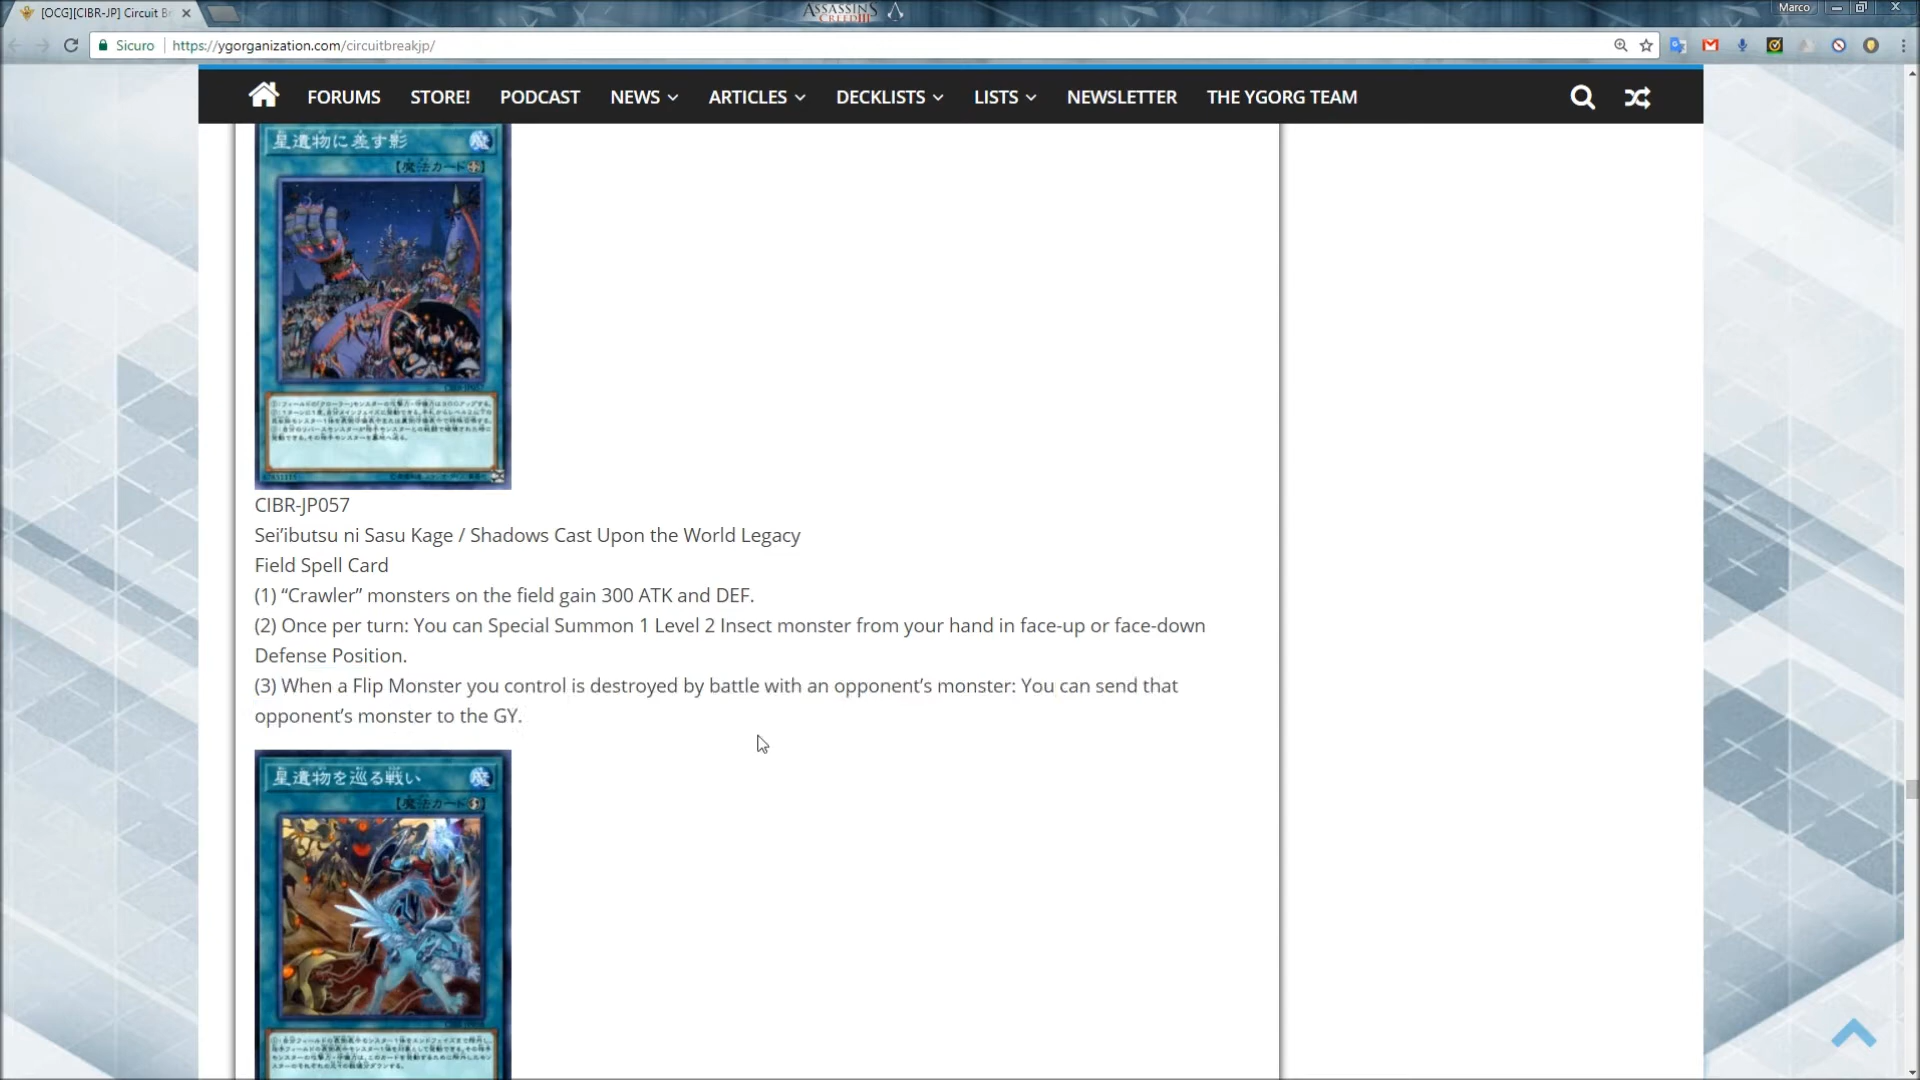 [OCG][CIBR-JP] Circuit B
ASSASSIN'S
CREED III
Marco
Sicuro
https://ygorganization.com/circuitbreakjp/
FORUMS
STORE!
PODCAST
NEWS
ARTICLES
DECKLISTS
LISTS
NEWSLETTER
THE YGORG TEAM
星遺物に差す影
【魔法カード】
CIBR-JP057
CIBR-JP057
Sei'ibutsu ni Sasu Kage / Shadows Cast Upon the World Legacy
Field Spell Card
(1) “Crawler” monsters on the field gain 300 ATK and DEF.
(2) Once per turn: You can Special Summon 1 Level 2 Insect monster from your hand in face-up or face-down
Defense Position.
(3) When a Flip Monster you control is destroyed by battle with an opponent's monster: You can send that
opponent's monster to the GY.
星遺物を巡る戦い
【魔法カード】